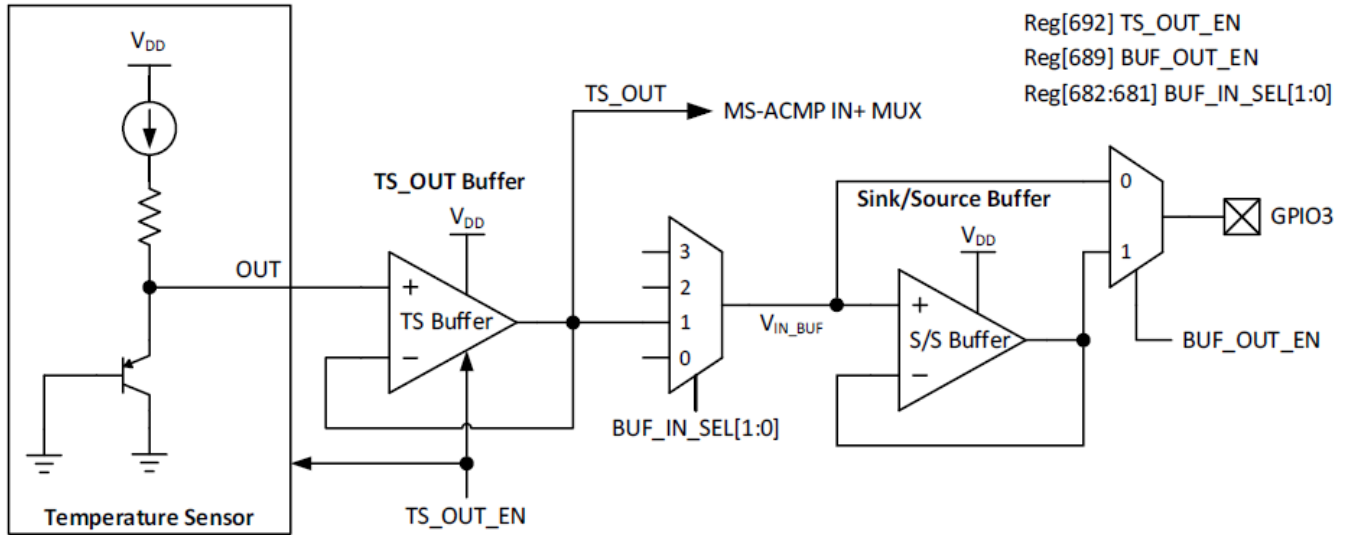 Reg[692] TS_OUT_EN
Reg[689] BUF_OUT_EN
Reg[682:681] BUF_IN_SEL[1:0]
VDD
TS_OUT
MS-ACMP IN+ MUX
TS_OUT Buffer
VDD
Sink/Source Buffer
VDD
0
1
GPIO3
OUT
+
TS Buffer
−
3
2
1
0
VIN_BUF
+
S/S Buffer
−
BUF_OUT_EN
BUF_IN_SEL[1:0]
TS_OUT_EN
Temperature Sensor